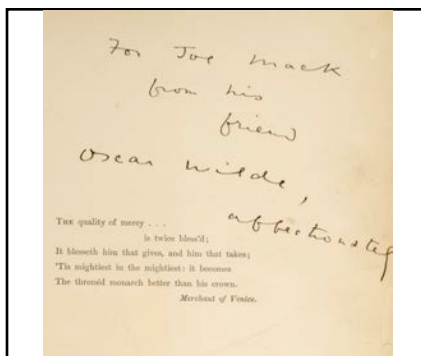 For Joe Mack
from his
friend
Oscar Wilde,
affectionately
THE quality of mercy . . .
is twice bless'd;
It blesseth him that gives, and him that takes;
'Tis mightiest in the mightiest: it becomes
The thronéd monarch better than his crown.
Merchant of Venice.